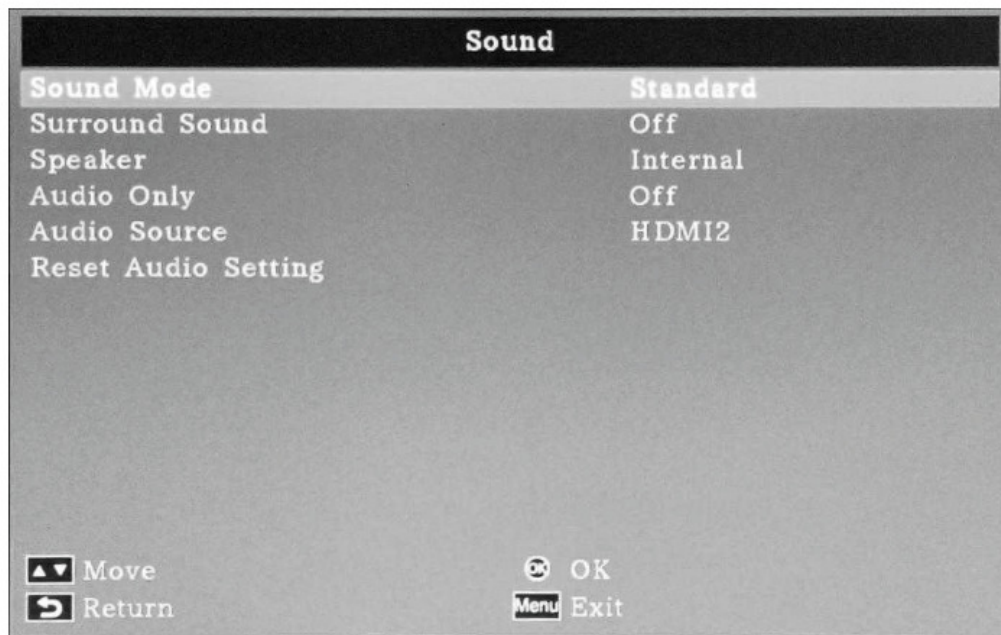 Sound
Sound Mode Standard
Surround Sound Off
Speaker Internal
Audio Only Off
Audio Source HDMI2
Reset Audio Setting
Move OK OK
Return Menu Exit